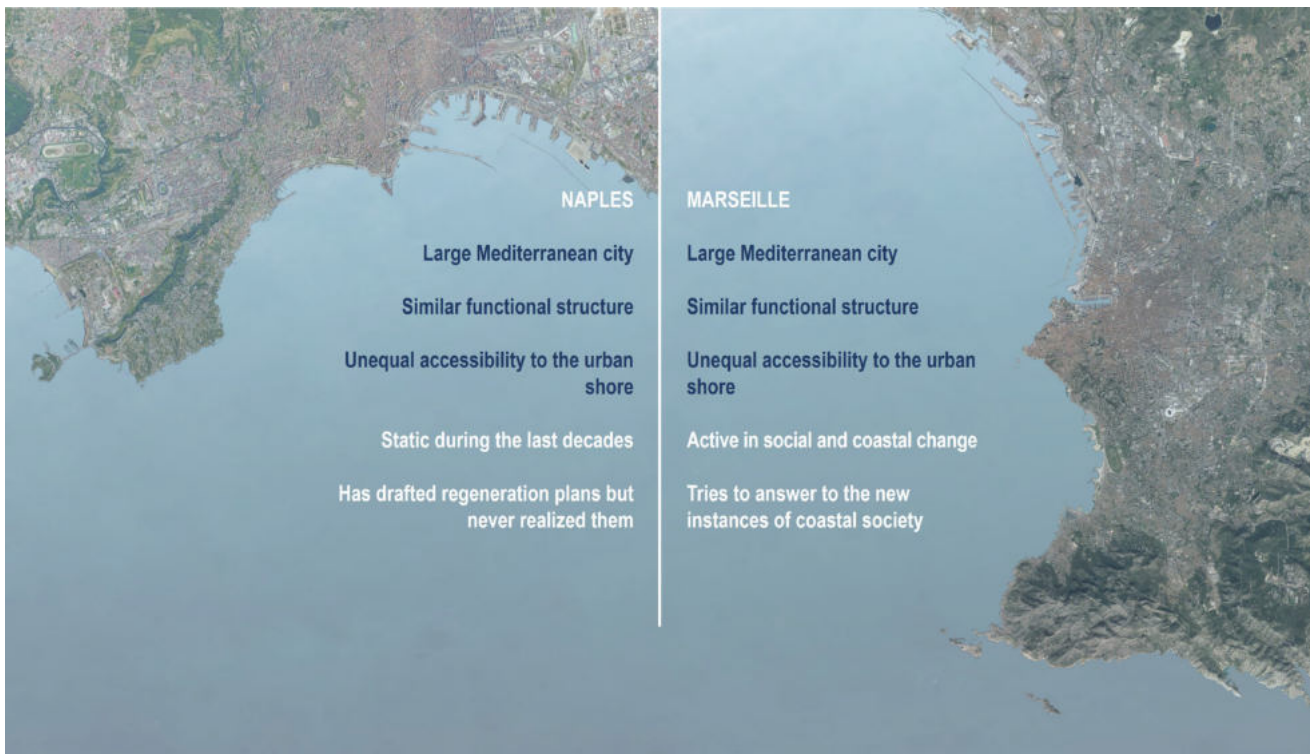 NAPLES
Large Mediterranean city
Similar functional structure
Unequal accessibility to the urban
shore
Static during the last decades
Has drafted regeneration plans but
never realized them
MARSEILLE
Large Mediterranean city
Similar functional structure
Unequal accessibility to the urban
shore
Active in social and coastal change
Tries to answer to the new
instances of coastal society